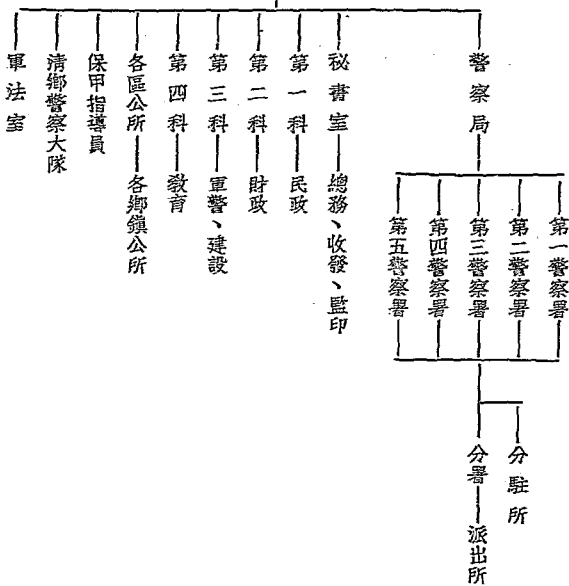 警察局
第一警察署
第二警察署
第三警察署
第四警察署
第五警察署
分駐所
分署
派出所
秘書室
總務、收發、監印
第一科
民政
第二科
財政
第三科
軍警、建設
第四科
教育
各區公所
各鄉鎮公所
保甲指導員
清鄉警察大隊
軍法室